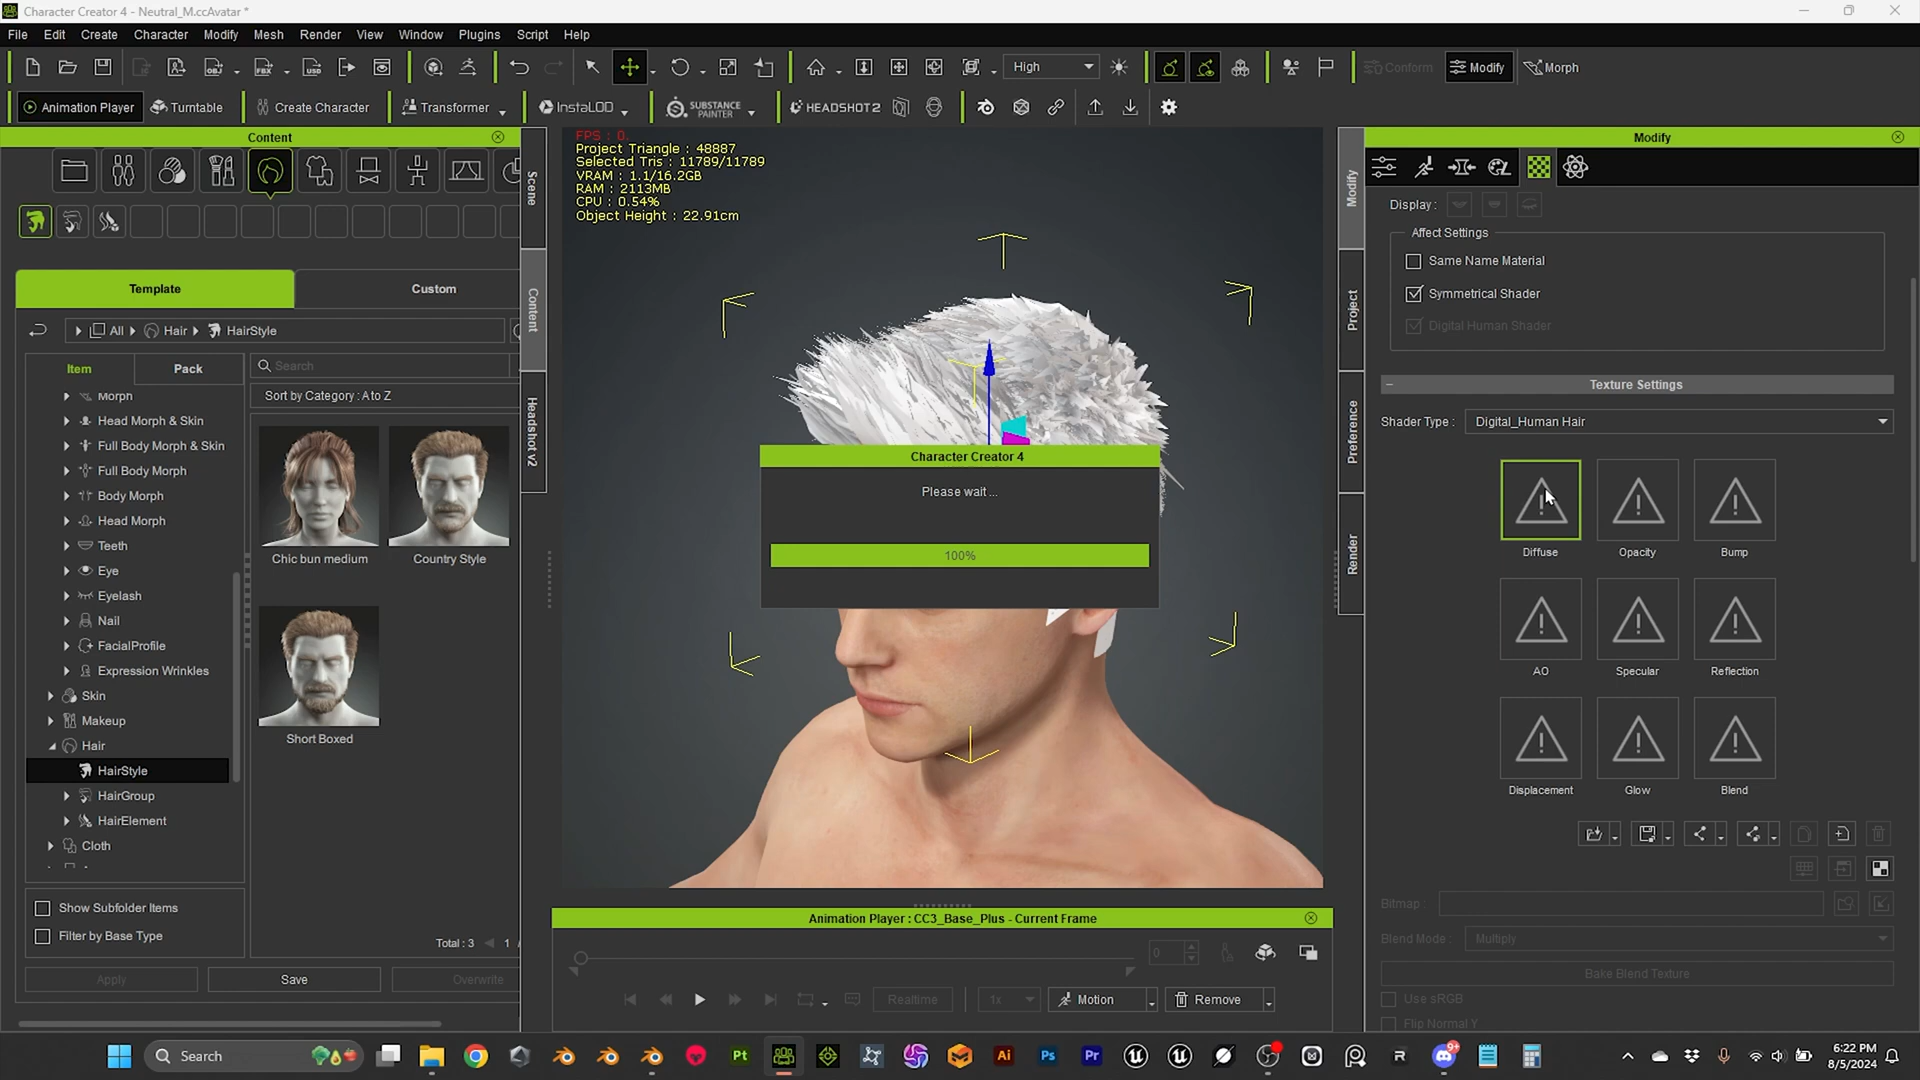 Character Creator 4 - Neutral_M.ccAvatar *
File Edit Create Character Modify Mesh Render View Window Plugins Script Help
High
Conform Modify Morph
Animation Player Turntable Create Character Transformer InstaLOD SUBSTANCE PAINTER HEADSHOT 2
Content
Template Custom
All Hair HairStyle
Item Pack
Search
Sort by Category : A to Z
Morph
Head Morph & Skin
Full Body Morph & Skin
Full Body Morph
Body Morph
Head Morph
Teeth
Eye
Eyelash
Nail
FacialProfile
Expression Wrinkles
Skin
Makeup
Hair
HairStyle
HairGroup
HairElement
Cloth
Chic bun medium
Country Style
Short Boxed
Show Subfolder Items
Filter by Base Type
Total : 3 1 /
Apply Save Overwrite
Scene
Content
Headshot v2
FPS : 0.
Project Triangle : 48887
Selected Tris : 11789/11789
VRAM : 1.1/16.2GB
RAM : 2113MB
CPU : 0.54%
Object Height : 22.91cm
Character Creator 4
Please wait ...
100%
Animation Player : CC3_Base_Plus - Current Frame
0
Realtime 1x Motion Remove
Modify
Project
Preference
Render
Modify
Display :
Affect Settings
Same Name Material
Symmetrical Shader
Digital Human Shader
Texture Settings
Shader Type : Digital_Human Hair
Diffuse Opacity Bump
AO Specular Reflection
Displacement Glow Blend
Bitmap :
Blend Mode : Multiply
Bake Blend Texture
Use sRGB
Flip Normal Y
Search
Pt
Ai
Ps
Pr
R
9+
6:22 PM
8/5/2024